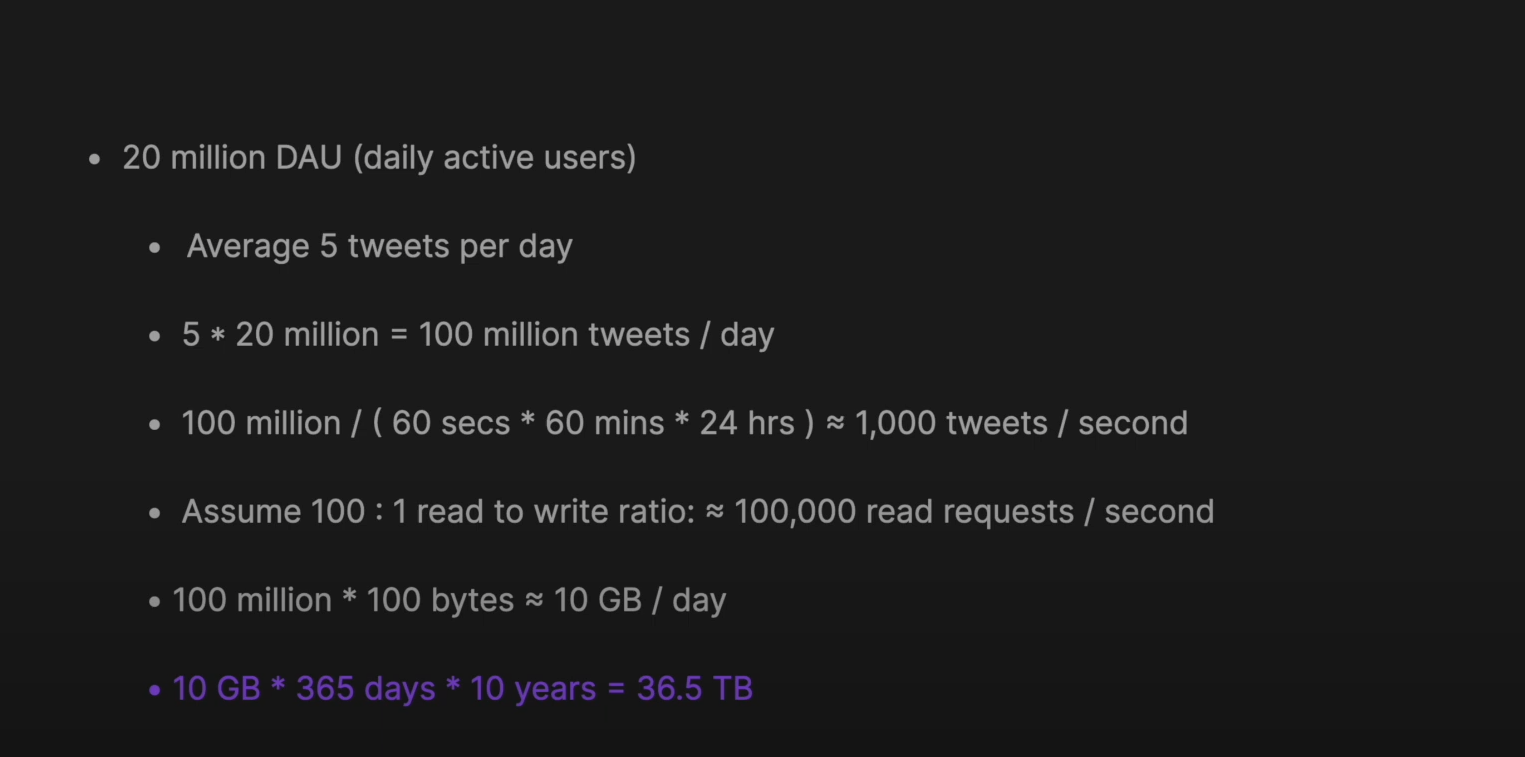 • 20 million DAU (daily active users)
• Average 5 tweets per day
• 5 * 20 million = 100 million tweets / day
• 100 million / ( 60 secs * 60 mins * 24 hrs ) ≈ 1,000 tweets / second
• Assume 100 : 1 read to write ratio: ≈ 100,000 read requests / second
• 100 million * 100 bytes ≈ 10 GB / day
• 10 GB * 365 days * 10 years = 36.5 TB